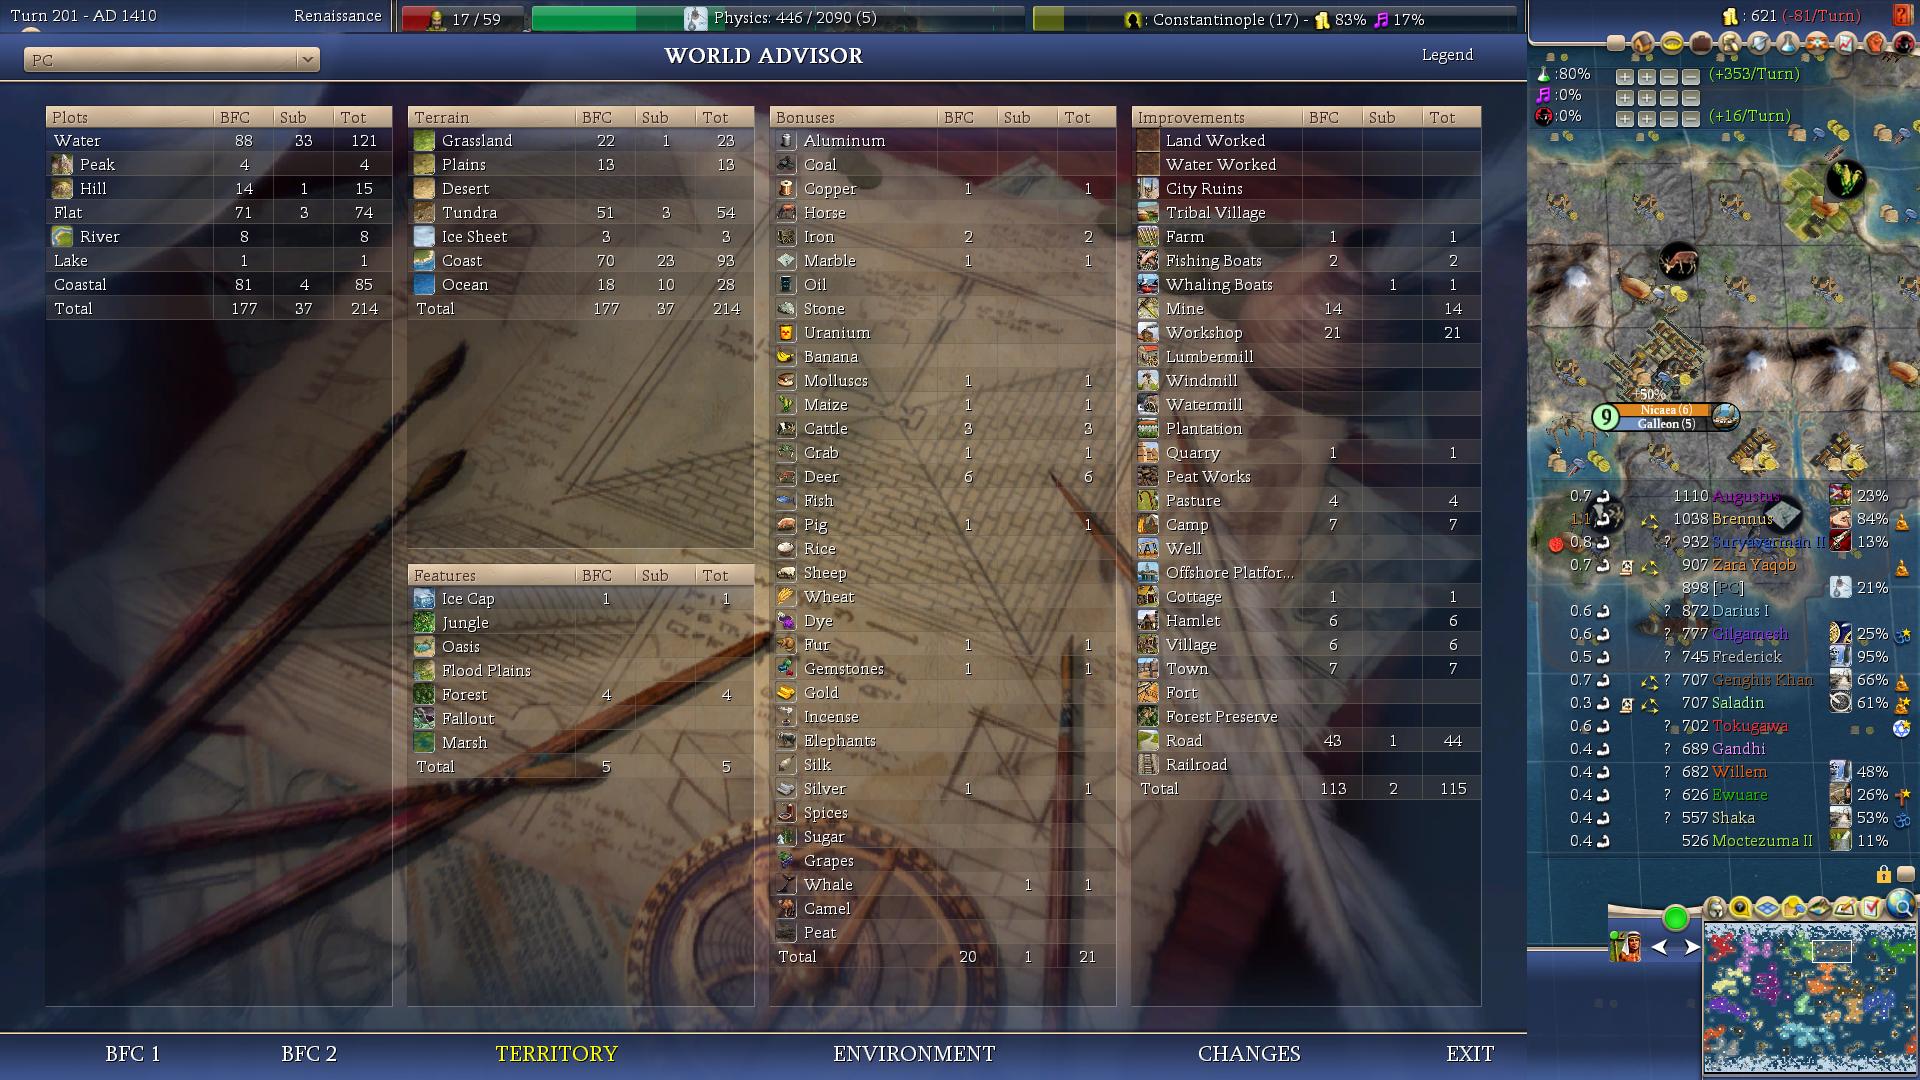 Turn 201 - AD 1410 Renaissance 17 / 59 Physics: 446 / 2090 (5) : Constantinople (17) - 83% 17% : 621 (-81/Turn)
PC WORLD ADVISOR Legend
:80% (+353/Turn)
:0%
:0% (+16/Turn)
Plots BFC Sub Tot
Water 88 33 121
Peak 4 4
Hill 14 1 15
Flat 71 3 74
River 8 8
Lake 1 1
Coastal 81 4 85
Total 177 37 214
Terrain BFC Sub Tot
Grassland 22 1 23
Plains 13 13
Desert
Tundra 51 3 54
Ice Sheet 3 3
Coast 70 23 93
Ocean 18 10 28
Total 177 37 214
Features BFC Sub Tot
Ice Cap 1 1
Jungle
Oasis
Flood Plains
Forest 4 4
Fallout
Marsh
Total 5 5
Bonuses BFC Sub Tot
Aluminum
Coal
Copper 1 1
Horse
Iron 2 2
Marble 1 1
Oil
Stone
Uranium
Banana
Molluscs 1 1
Maize 1 1
Cattle 3 3
Crab 1 1
Deer 6 6
Fish
Pig 1 1
Rice
Sheep
Wheat
Dye
Fur 1 1
Gemstones 1 1
Gold
Incense
Elephants
Silk
Silver 1 1
Spices
Sugar
Grapes
Whale 1 1
Camel
Peat
Total 20 1 21
Improvements BFC Sub Tot
Land Worked
Water Worked
City Ruins
Tribal Village
Farm 1 1
Fishing Boats 2 2
Whaling Boats 1 1
Mine 14 14
Workshop 21 21
Lumbermill
Windmill
Watermill
Plantation
Quarry 1 1
Peat Works
Pasture 4 4
Camp 7 7
Well
Offshore Platfor...
Cottage 1 1
Hamlet 6 6
Village 6 6
Town 7 7
Fort
Forest Preserve
Road 43 1 44
Railroad
Total 113 2 115
+50%
9 Nicaea (6)
Galleon (5)
0.7 1110 Augustus 23%
1.1 1038 Brennus 84%
0.8 ? 932 Suryavarman II 13%
0.7 907 Zara Yaqob
898 [PC] 21%
0.6 ? 872 Darius I
0.6 ? 777 Gilgamesh 25%
0.5 ? 745 Frederick 95%
0.7 ? 707 Genghis Khan 66%
0.3 ? 707 Saladin 61%
0.6 ? 702 Tokugawa
0.4 689 Gandhi
0.4 ? 682 Willem 48%
0.4 ? 626 Ewuare 26%
0.4 ? 557 Shaka 53%
0.4 526 Moctezuma II 11%
BFC 1 BFC 2 TERRITORY ENVIRONMENT CHANGES EXIT